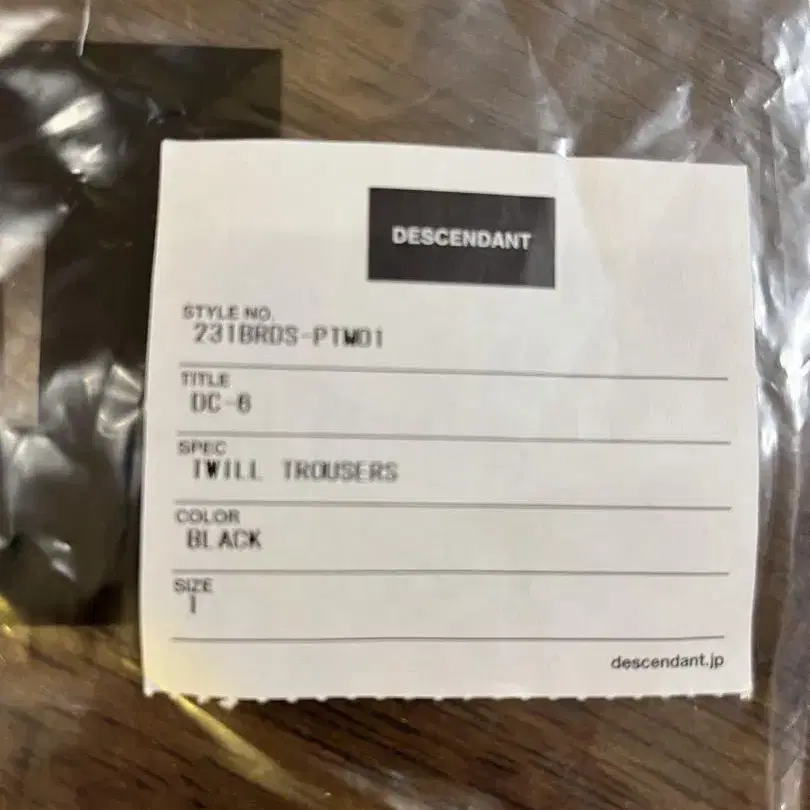 DESCENDANT
STYLE NO.
231BRDS-PTM01
TITLE
DC-6
SPEC
TWILL TROUSERS
COLOR
BLACK
SIZE
1
descendant.jp